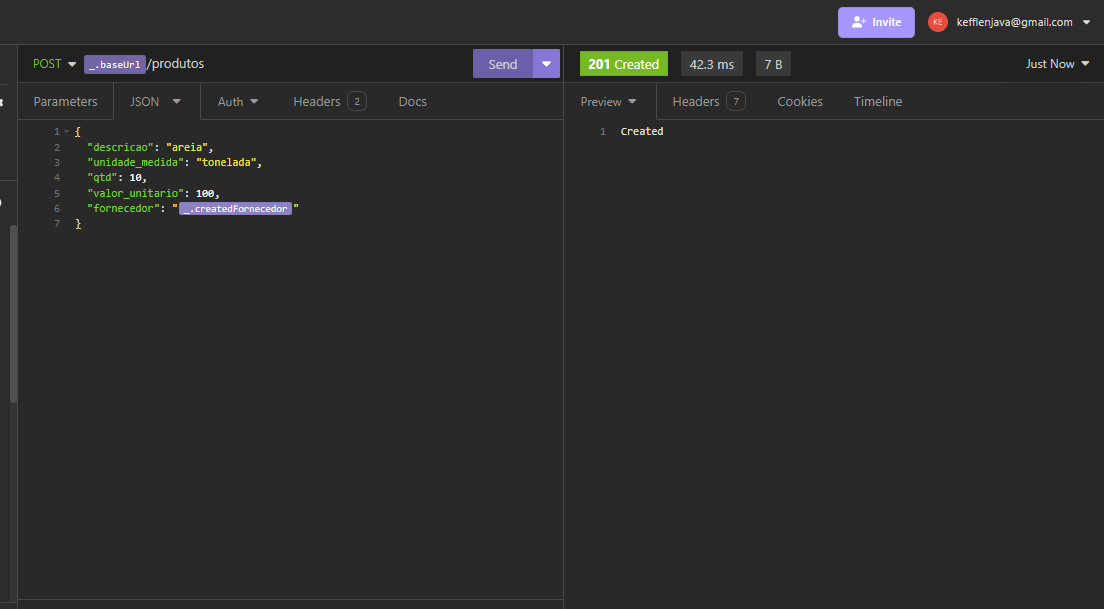 Invite
KE
keffienjava@gmail.com
POST
_.baseUrl
/produtos
Send
201 Created
42.3 ms
7 B
Just Now
Parameters
JSON
Auth
Headers
2
Docs
Preview
Headers
7
Cookies
Timeline
1 {
2 "descricao": "areia",
3 "unidade_medida": "tonelada",
4 "qtd": 10,
5 "valor_unitario": 100,
6 "fornecedor": "_.createdFornecedor"
7 }
1 Created